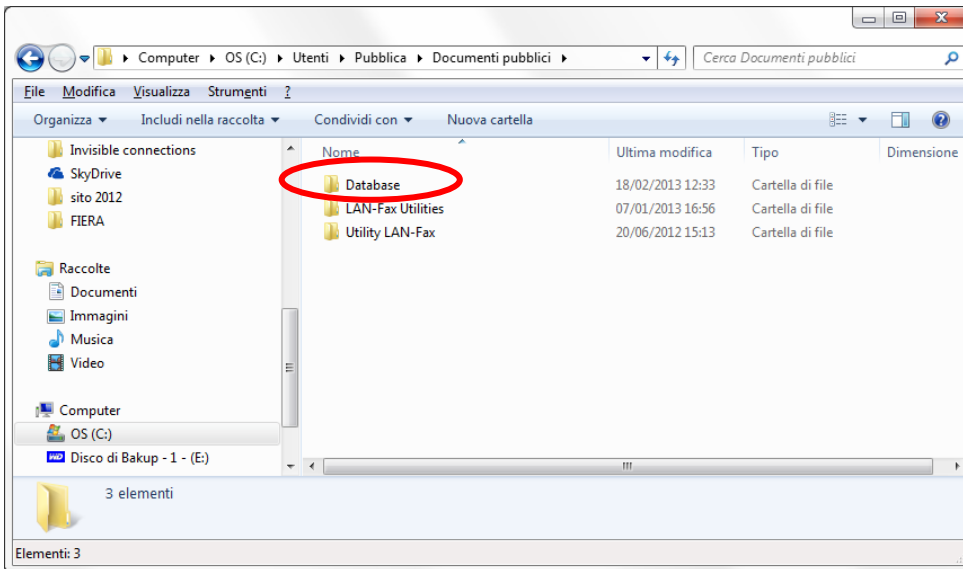 Computer ▸ OS (C:) ▸ Utenti ▸ Pubblica ▸ Documenti pubblici ▸ Cerca Documenti pubblici
File Modifica Visualizza Strumenti ?
Organizza Includi nella raccolta Condividi con Nuova cartella
Invisible connections
SkyDrive
sito 2012
FIERA
Raccolte
Documenti
Immagini
Musica
Video
Computer
OS (C:)
WD Disco di Bakup - 1 - (E:)
Nome Ultima modifica Tipo Dimensione
Database 18/02/2013 12:33 Cartella di file
LAN-Fax Utilities 07/01/2013 16:56 Cartella di file
Utility LAN-Fax 20/06/2012 15:13 Cartella di file
3 elementi
Elementi: 3